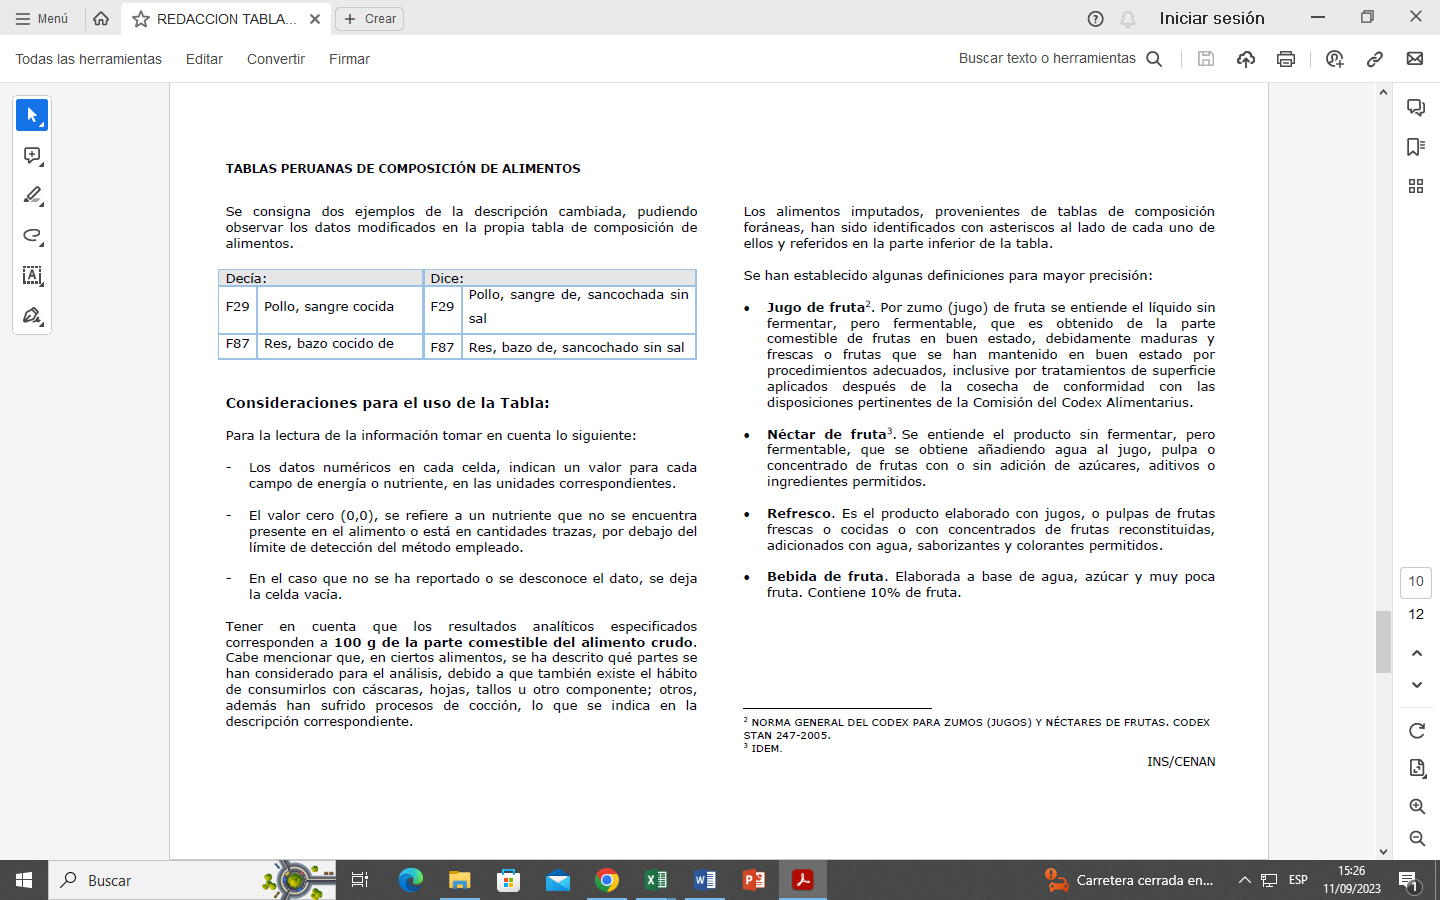 Menú
REDACCION TABLA...
Crear
Iniciar sesión
Todas las herramientas
Editar
Convertir
Firmar
Buscar texto o herramientas
TABLAS PERUANAS DE COMPOSICIÓN DE ALIMENTOS
Se consigna dos ejemplos de la descripción cambiada, pudiendo
observar los datos modificados en la propia tabla de composición de
alimentos.
Decía: Dice:
F29 Pollo, sangre cocida F29 Pollo, sangre de, sancochada sin
sal
F87 Res, bazo cocido de F87 Res, bazo de, sancochado sin sal
Consideraciones para el uso de la Tabla:
Para la lectura de la información tomar en cuenta lo siguiente:
- Los datos numéricos en cada celda, indican un valor para cada
campo de energía o nutriente, en las unidades correspondientes.
- El valor cero (0,0), se refiere a un nutriente que no se encuentra
presente en el alimento o está en cantidades trazas, por debajo del
límite de detección del método empleado.
- En el caso que no se ha reportado o se desconoce el dato, se deja
la celda vacía.
Tener en cuenta que los resultados analíticos especificados
corresponden a 100 g de la parte comestible del alimento crudo.
Cabe mencionar que, en ciertos alimentos, se ha descrito qué partes se
han considerado para el análisis, debido a que también existe el hábito
de consumirlos con cáscaras, hojas, tallos u otro componente; otros,
además han sufrido procesos de cocción, lo que se indica en la
descripción correspondiente.
Los alimentos imputados, provenientes de tablas de composición
foráneas, han sido identificados con asteriscos al lado de cada uno de
ellos y referidos en la parte inferior de la tabla.
Se han establecido algunas definiciones para mayor precisión:
• Jugo de fruta². Por zumo (jugo) de fruta se entiende el líquido sin
fermentar, pero fermentable, que es obtenido de la parte
comestible de frutas en buen estado, debidamente maduras y
frescas o frutas que se han mantenido en buen estado por
procedimientos adecuados, inclusive por tratamientos de superficie
aplicados después de la cosecha de conformidad con las
disposiciones pertinentes de la Comisión del Codex Alimentarius.
• Néctar de fruta³. Se entiende el producto sin fermentar, pero
fermentable, que se obtiene añadiendo agua al jugo, pulpa o
concentrado de frutas con o sin adición de azúcares, aditivos o
ingredientes permitidos.
• Refresco. Es el producto elaborado con jugos, o pulpas de frutas
frescas o cocidas o con concentrados de frutas reconstituidas,
adicionados con agua, saborizantes y colorantes permitidos.
• Bebida de fruta. Elaborada a base de agua, azúcar y muy poca
fruta. Contiene 10% de fruta.
² NORMA GENERAL DEL CODEX PARA ZUMOS (JUGOS) Y NÉCTARES DE FRUTAS. CODEX
STAN 247-2005.
³ IDEM.
INS/CENAN
10
12
Buscar
Carretera cerrada en...
ESP
15:26
11/09/2023
1